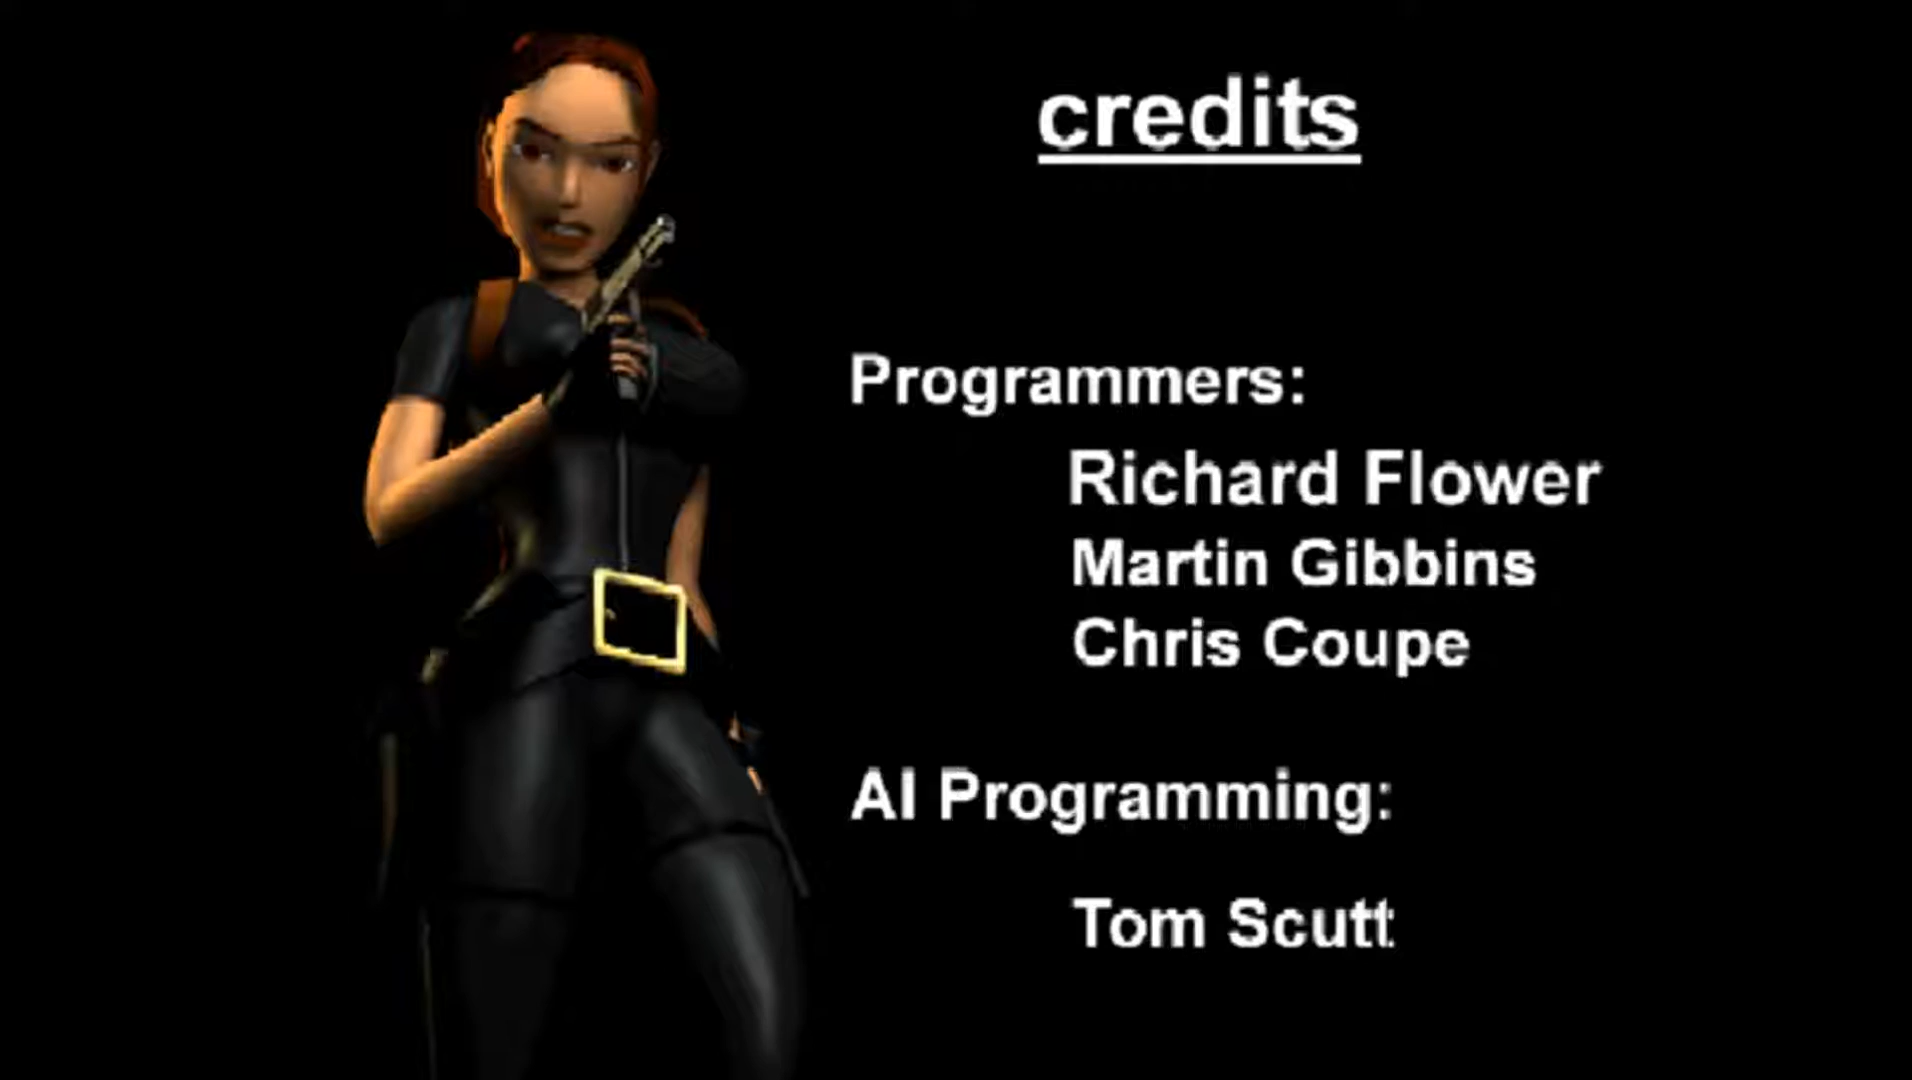 credits
Programmers:
Richard Flower
Martin Gibbins
Chris Coupe
AI Programming:
Tom Scutt